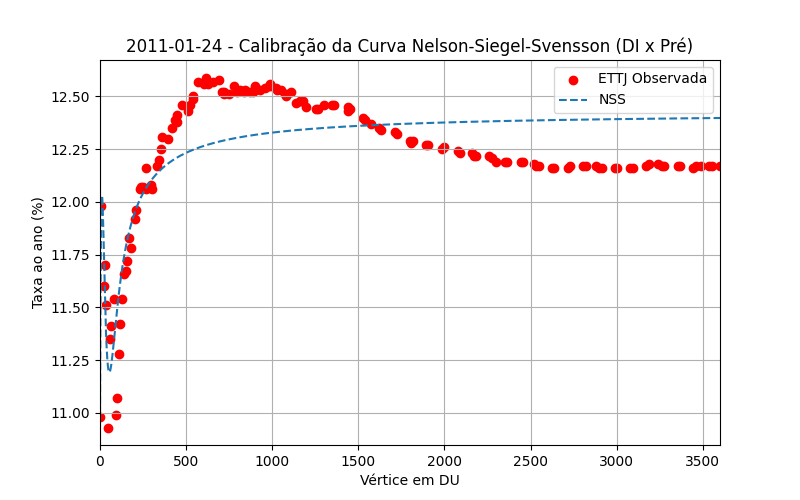 2011-01-24 - Calibração da Curva Nelson-Siegel-Svensson (DI x Pré)
ETTJ Observada
NSS
Taxa ao ano (%)
12.50
12.25
12.00
11.75
11.50
11.25
11.00
0 500 1000 1500 2000 2500 3000 3500
Vértice em DU